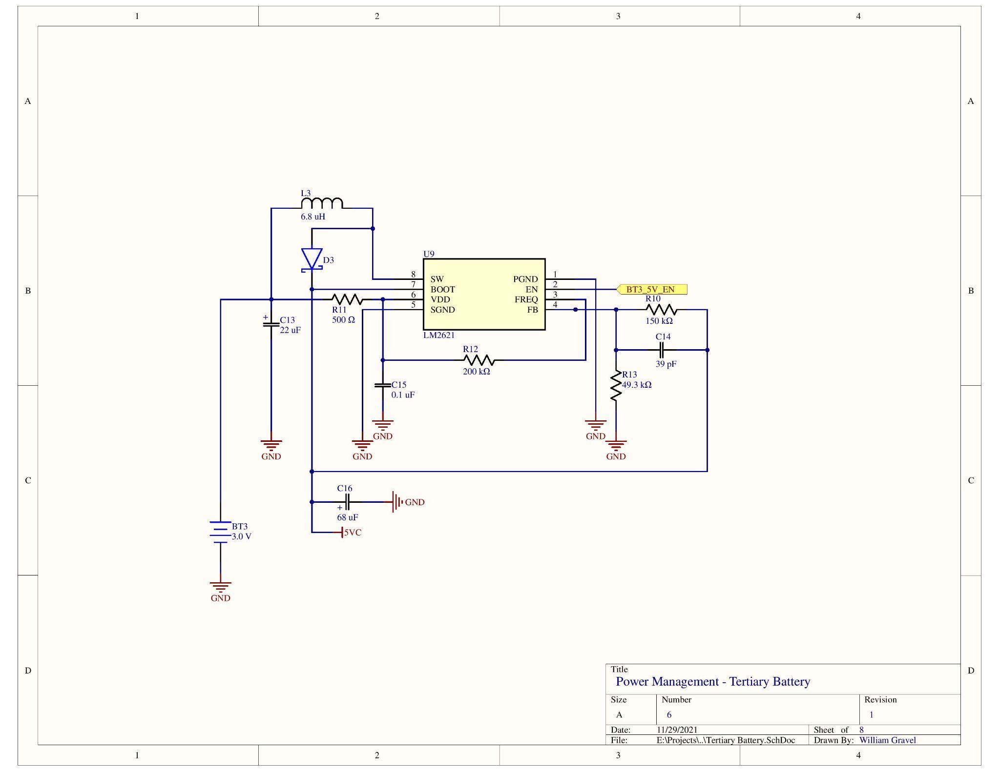 1 2 3 4
A A
L3
6.8 uH
D3
U9
8 SW PGND 1
7 BOOT EN 2
6 VDD FREQ 3
5 SGND FB 4
LM2621
BT3_5V_EN
B B
R10
150 kΩ
R11
500 Ω
+ C13
22 uF
C14
39 pF
R12
200 kΩ
R13
49.3 kΩ
C15
0.1 uF
GND GND
GND GND GND
C C
C16
+
68 uF
GND
5VC
BT3
3.0 V
GND
D D
Title
Power Management - Tertiary Battery
Size Number Revision
A 6 1
Date: 11/29/2021 Sheet of 8
File: E:\Projects\..\Tertiary Battery.SchDoc Drawn By: William Gravel
1 2 3 4